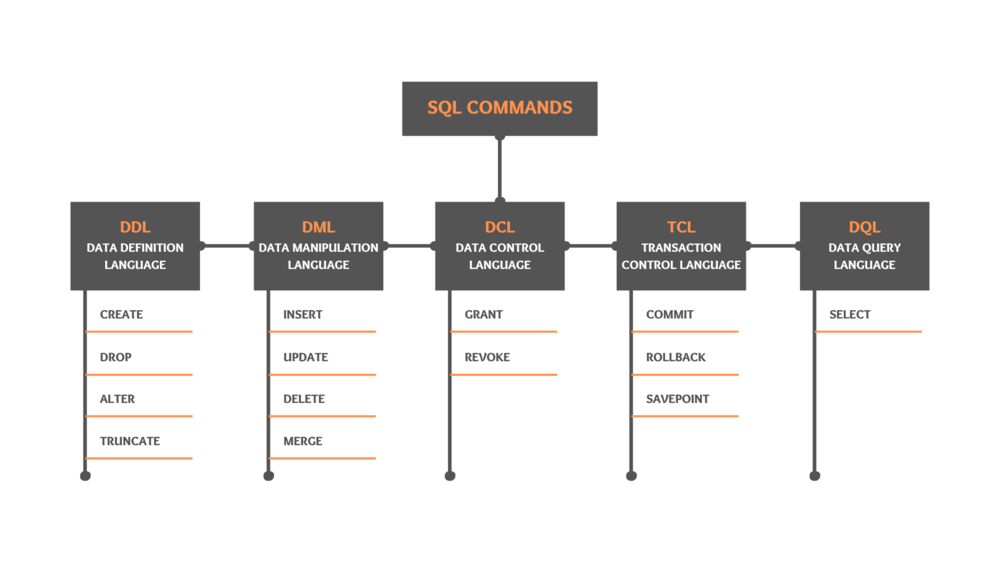 SQL COMMANDS
DDL
DATA DEFINITION
LANGUAGE
CREATE
DROP
ALTER
TRUNCATE
DML
DATA MANIPULATION
LANGUAGE
INSERT
UPDATE
DELETE
MERGE
DCL
DATA CONTROL
LANGUAGE
GRANT
REVOKE
TCL
TRANSACTION
CONTROL LANGUAGE
COMMIT
ROLLBACK
SAVEPOINT
DQL
DATA QUERY
LANGUAGE
SELECT